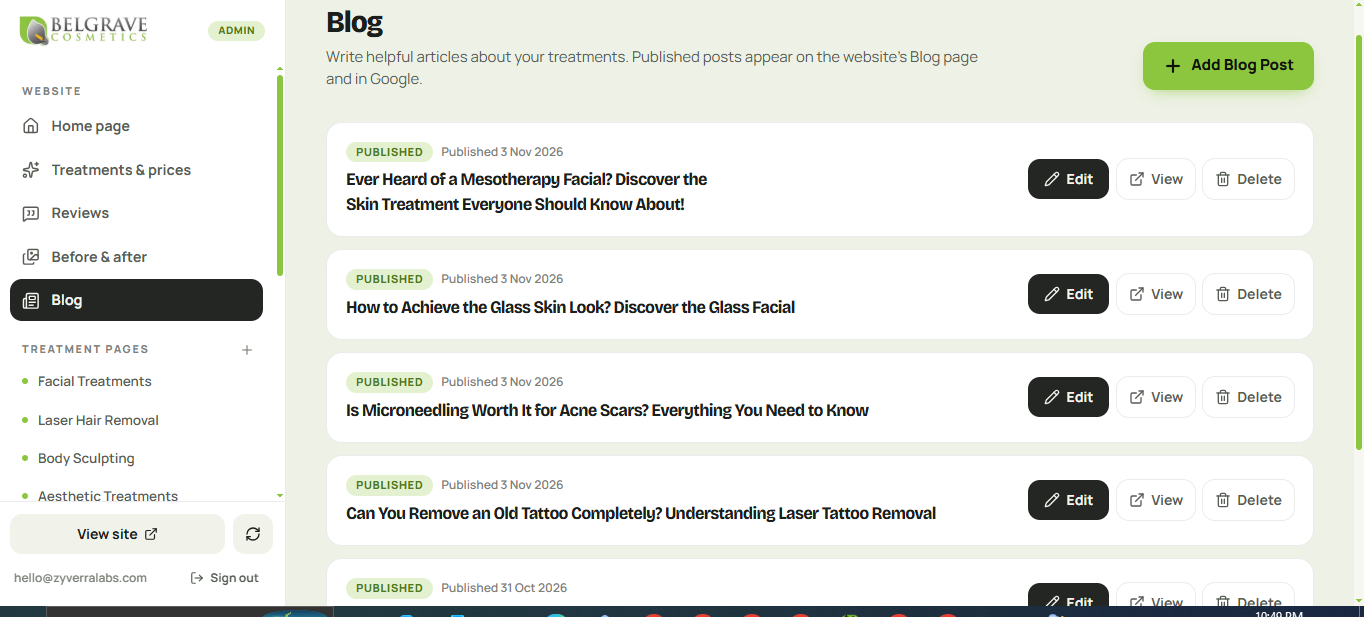 BELGRAVE
COSMETICS
ADMIN
WEBSITE
Home page
Treatments & prices
Reviews
Before & after
Blog
TREATMENT PAGES
Facial Treatments
Laser Hair Removal
Body Sculpting
Aesthetic Treatments
View site
hello@zyverralabs.com
Sign out
Blog
Write helpful articles about your treatments. Published posts appear on the website's Blog page
and in Google.
+ Add Blog Post
PUBLISHED Published 3 Nov 2026
Ever Heard of a Mesotherapy Facial? Discover the
Skin Treatment Everyone Should Know About!
Edit View Delete
PUBLISHED Published 3 Nov 2026
How to Achieve the Glass Skin Look? Discover the Glass Facial
Edit View Delete
PUBLISHED Published 3 Nov 2026
Is Microneedling Worth It for Acne Scars? Everything You Need to Know
Edit View Delete
PUBLISHED Published 3 Nov 2026
Can You Remove an Old Tattoo Completely? Understanding Laser Tattoo Removal
Edit View Delete
PUBLISHED Published 31 Oct 2026
Edit View Delete
10:49 PM